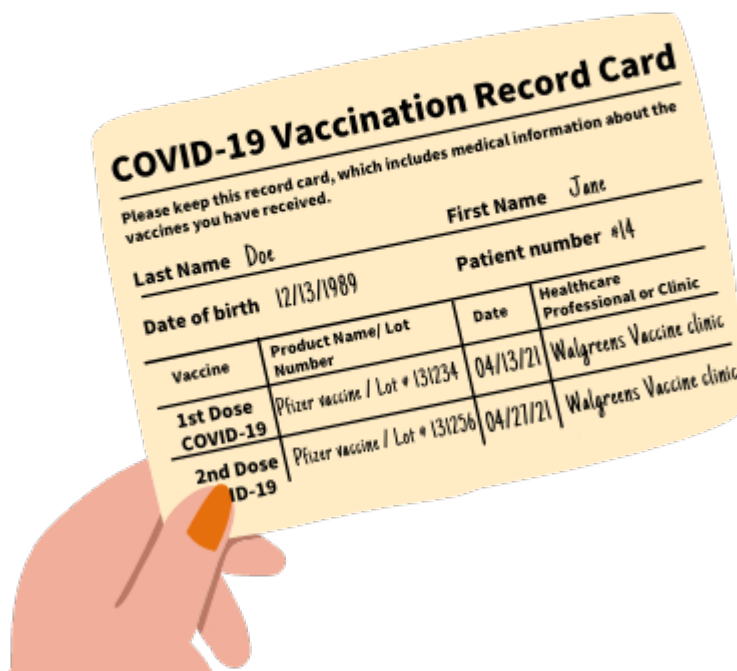 COVID-19 Vaccination Record Card
Please keep this record card, which includes medical information about the
vaccines you have received.
Last Name Doe First Name Jane
Date of birth 12/13/1989 Patient number #14
Vaccine Product Name/ Lot Number Date Healthcare Professional or Clinic
1st Dose COVID-19 Pfizer vaccine / Lot # 131234 04/13/21 Walgreens Vaccine clinic
2nd Dose ID-19 Pfizer vaccine / Lot # 131256 04/27/21 Walgreens Vaccine clinic